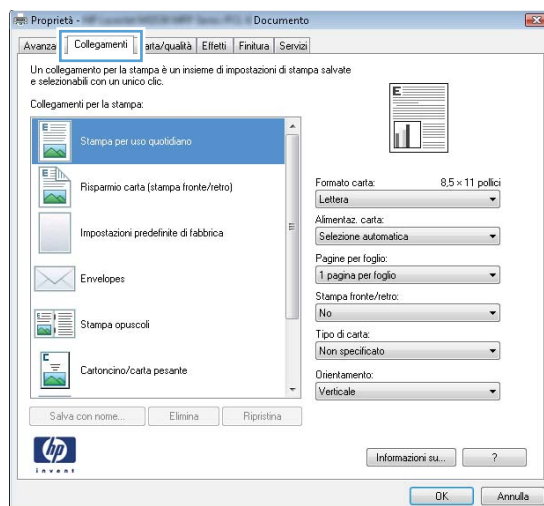 Proprietà - Documento
Avanza Collegamenti arta/qualità Effetti Finitura Servizi
Un collegamento per la stampa è un insieme di impostazioni di stampa salvate
e selezionabili con un unico clic.
Collegamenti per la stampa:
Stampa per uso quotidiano
Risparmio carta (stampa fronte/retro)
Impostazioni predefinite di fabbrica
Envelopes
Stampa opuscoli
Cartoncino/carta pesante
Salva con nome... Elimina Ripristina
E
Formato carta: 8,5 × 11 pollici
Lettera
Alimentaz. carta:
Selezione automatica
Pagine per foglio:
1 pagina per foglio
Stampa fronte/retro:
No
Tipo di carta:
Non specificato
Orientamento:
Verticale
hp
invent
Informazioni su... ?
OK Annulla